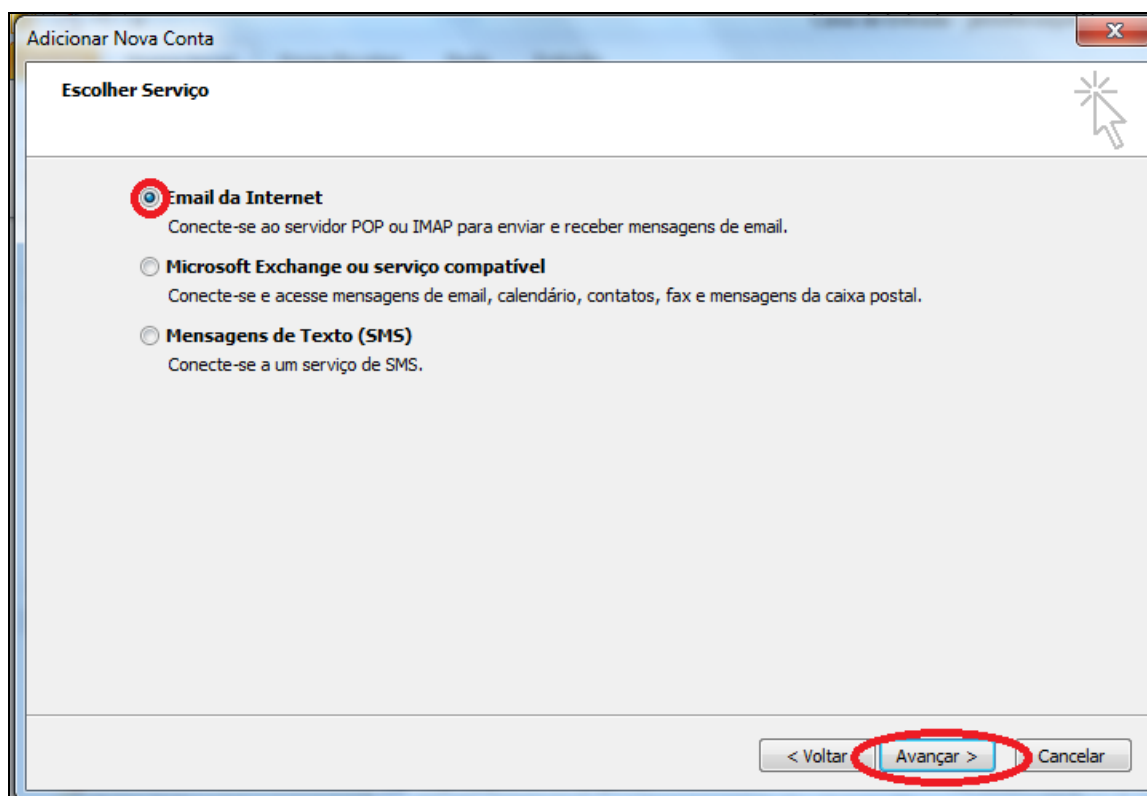 Adicionar Nova Conta
Escolher Serviço
Email da Internet
Conecte-se ao servidor POP ou IMAP para enviar e receber mensagens de email.
Microsoft Exchange ou serviço compatível
Conecte-se e acesse mensagens de email, calendário, contatos, fax e mensagens da caixa postal.
Mensagens de Texto (SMS)
Conecte-se a um serviço de SMS.
< Voltar Avançar > Cancelar